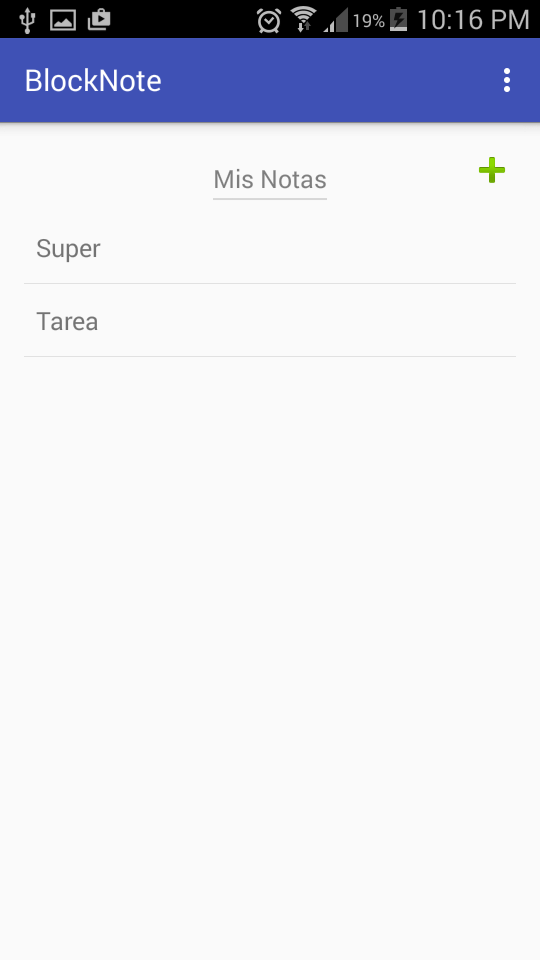 19% 10:16 PM
BlockNote
Mis Notas
Super
Tarea